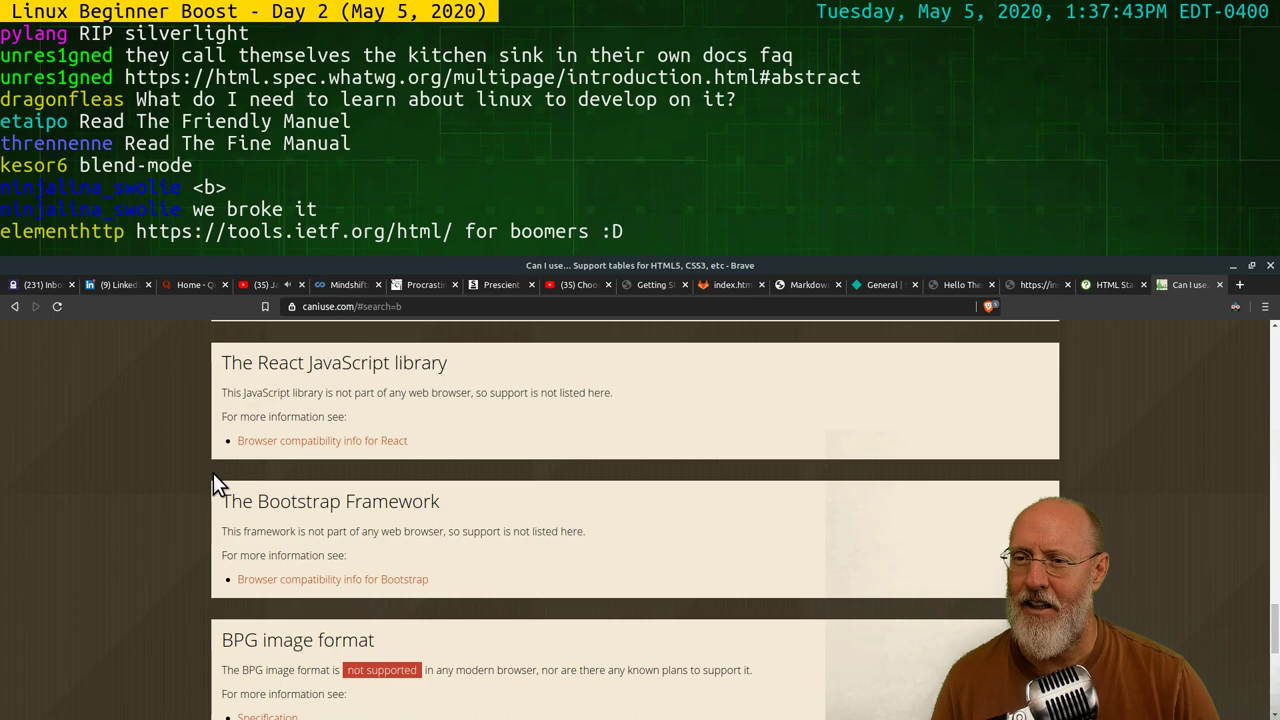 Linux Beginner Boost - Day 2 (May 5, 2020)
Tuesday, May 5, 2020, 1:37:43PM EDT-0400
pylang RIP silverlight
unres1gned they call themselves the kitchen sink in their own docs faq
unres1gned https://html.spec.whatwg.org/multipage/introduction.html#abstract
dragonfleas What do I need to learn about linux to develop on it?
etaipo Read The Friendly Manuel
thrennenne Read The Fine Manual
kesor6 blend-mode
ninjalina_swolie <b>
ninjalina_swolie we broke it
elementhttp https://tools.ietf.org/html/ for boomers :D
Can I use... Support tables for HTML5, CSS3, etc - Brave
(231) Inbo
(9) Linked
Home - Q
(35) Ja
Mindshift
Procrasti
Prescient
(35) Choo
Getting S
index.htm
Markdow
General |
Hello The
https://in
HTML Sta
Can I use
caniuse.com/#search=b
The React JavaScript library
This JavaScript library is not part of any web browser, so support is not listed here.
For more information see:
Browser compatibility info for React
The Bootstrap Framework
This framework is not part of any web browser, so support is not listed here.
For more information see:
Browser compatibility info for Bootstrap
BPG image format
The BPG image format is not supported in any modern browser, nor are there any known plans to support it.
For more information see:
Specification